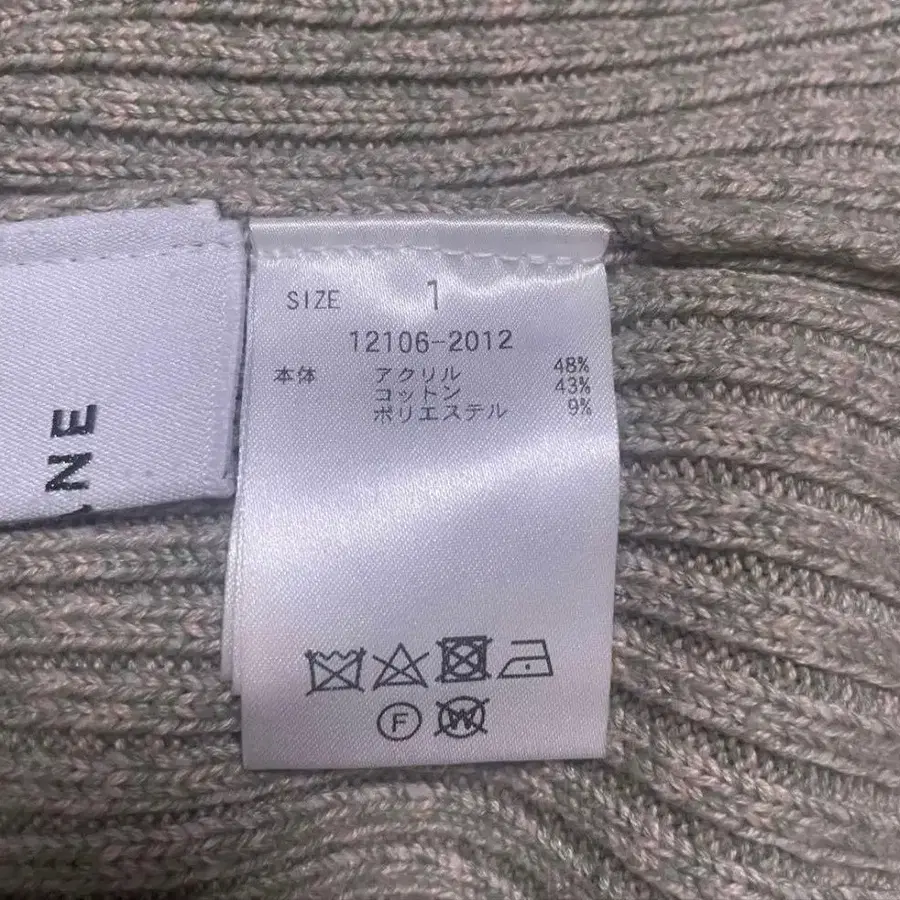 SIZE 1
12106-2012
本体 アクリル 48%
コットン 43%
ポリエステル 9%
F
W
NE